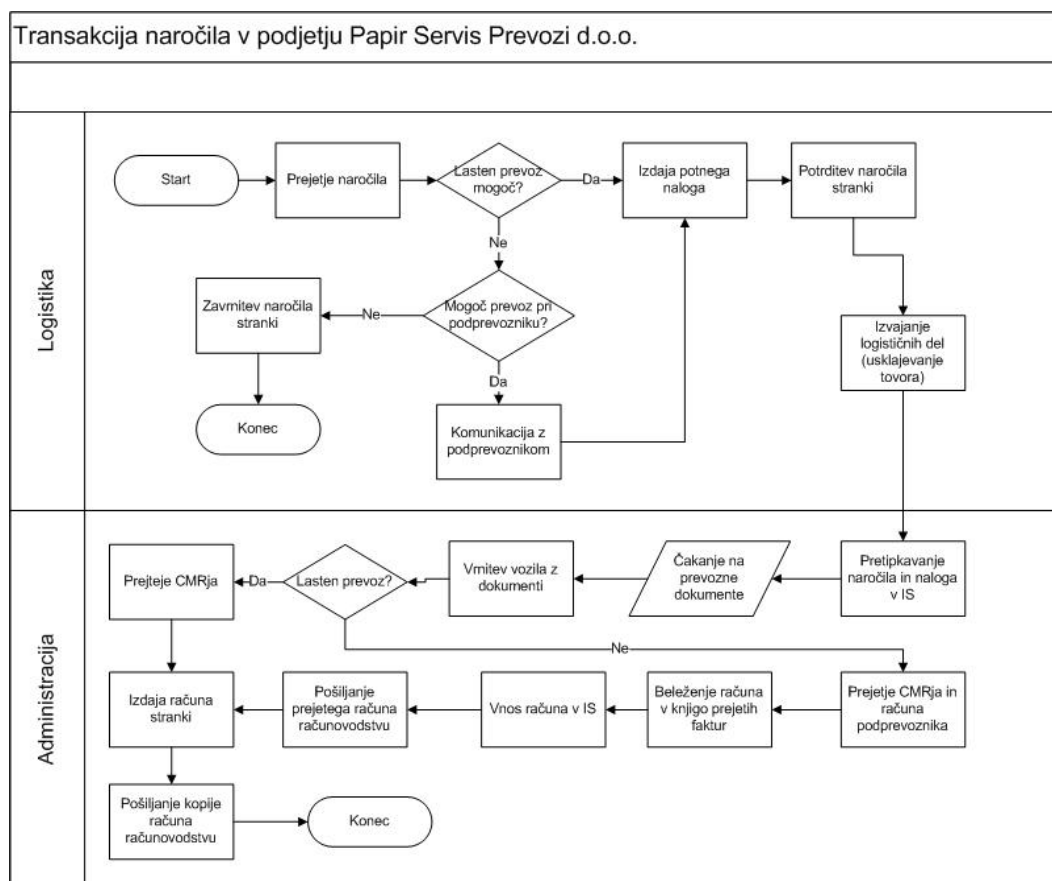 Transakcija naročila v podjetju Papir Servis Prevozi d.o.o.
Logistika
Start
Prejetje naročila
Lasten prevoz
mogoč?
Da
Izdaja potnega
naloga
Potrditev naročila
stranki
Ne
Zavrnitev naročila
stranki
Ne
Mogoč prevoz pri
podprevozniku?
Izvajanje
logističnih del
(usklajevanje
tovora)
Da
Konec
Komunikacija z
podprevoznikom
Administracija
Prejteje CMRja
Da
Lasten prevoz?
Vrnitev vozila z
dokumenti
Čakanje na
prevozne
dokumente
Pretipkavanje
naročila in naloga
v IS
Ne
Izdaja računa
stranki
Pošiljanje
prejetega računa
računovodstvu
Vnos računa v IS
Beleženje računa
v knjigo prejetih
faktur
Prejetje CMRja in
računa
podprevoznika
Pošiljanje kopije
računa
računovodstvu
Konec